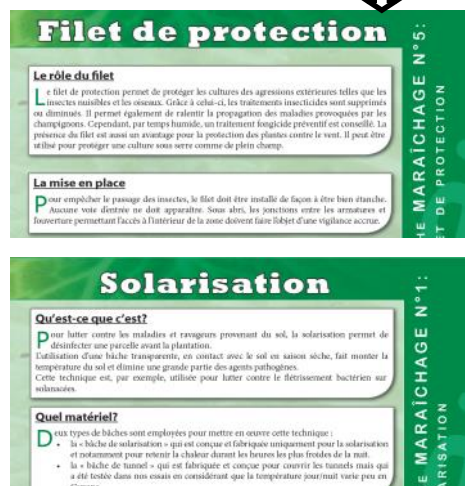 Filet de protection
Le rôle du filet
Le filet de protection permet de protéger les cultures des agressions extérieures telles que les
insectes nuisibles et les oiseaux. Grâce à celui-ci, les traitements insecticides sont supprimés
ou diminués. Il permet également de ralentir la propagation des maladies provoquées par les
champignons. Cependant, par temps humide, un traitement fongicide préventif est conseillé. La
présence du filet est aussi un avantage pour la protection des plantes contre le vent. Il peut être
utilisé pour protéger une culture sous serre comme de plein champ.
La mise en place
Pour empêcher le passage des insectes, le filet doit être installé de façon à être bien étanche.
Aucune voie d'entrée ne doit apparaître. Sous abri, les jonctions entre les armatures et
l'ouverture permettant l'accès à l'intérieur de la zone doivent faire l'objet d'une vigilance accrue.
HE MARAÎCHAGE N°5:
ET DE PROTECTION
Solarisation
Qu'est-ce que c'est?
Pour lutter contre les maladies et ravageurs provenant du sol, la solarisation permet de
désinfecter une parcelle avant la plantation.
L'utilisation d'une bâche transparente, en contact avec le sol en saison sèche, fait monter la
température du sol et élimine une grande partie des agents pathogènes.
Cette technique est, par exemple, utilisée pour lutter contre le flétrissement bactérien sur
solanacées.
Quel matériel?
Deux types de bâches sont employées pour mettre en œuvre cette technique :
• la « bâche de solarisation » qui est conçue et fabriquée uniquement pour la solarisation
et notamment pour retenir la chaleur durant les heures les plus froides de la nuit.
• la « bâche de tunnel » qui est fabriquée et conçue pour couvrir les tunnels mais qui
a été testée dans nos essais en considérant que la température jour/nuit varie peu en
E MARAÎCHAGE N°1:
ARISATION